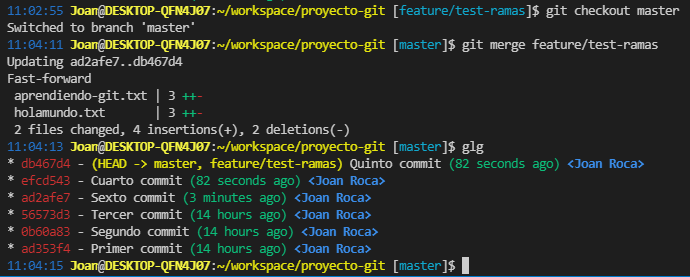 11:02:55 Joan@DESKTOP-QFN4J07:~/workspace/proyecto-git [feature/test-ramas]$ git checkout master
Switched to branch 'master'
11:04:11 Joan@DESKTOP-QFN4J07:~/workspace/proyecto-git [master]$ git merge feature/test-ramas
Updating ad2afe7..db467d4
Fast-forward
 aprendiendo-git.txt | 3 ++-
 holamundo.txt       | 3 ++-
 2 files changed, 4 insertions(+), 2 deletions(-)
11:04:13 Joan@DESKTOP-QFN4J07:~/workspace/proyecto-git [master]$ glg
* db467d4 - (HEAD -> master, feature/test-ramas) Quinto commit (82 seconds ago) <Joan Roca>
* efcd543 - Cuarto commit (82 seconds ago) <Joan Roca>
* ad2afe7 - Sexto commit (3 minutes ago) <Joan Roca>
* 56573d3 - Tercer commit (14 hours ago) <Joan Roca>
* 0b60a83 - Segundo commit (14 hours ago) <Joan Roca>
* ad353f4 - Primer commit (14 hours ago) <Joan Roca>
11:04:15 Joan@DESKTOP-QFN4J07:~/workspace/proyecto-git [master]$